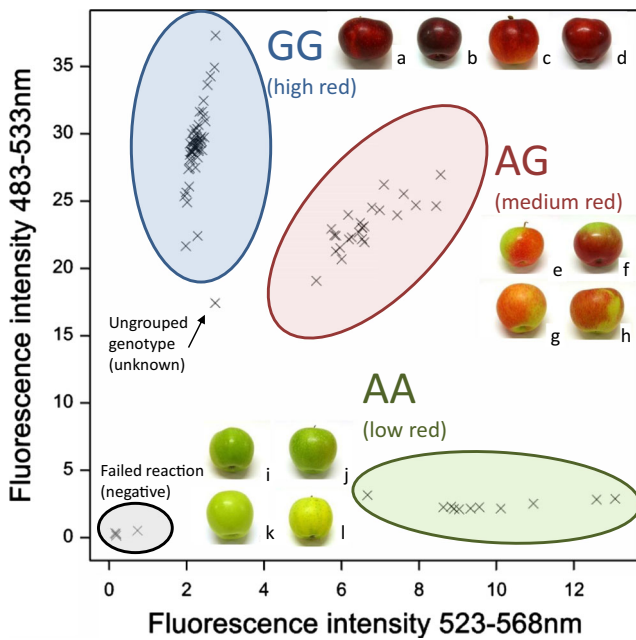 GG
(high red)
a
b
c
d
AG
(medium red)
e
f
g
h
Ungrouped
genotype
(unknown)
AA
(low red)
i
j
k
l
Failed reaction
(negative)
35
30
25
20
15
10
5
0
Fluorescence intensity 483-533nm
0 2 4 6 8 10 12
Fluorescence intensity 523-568nm